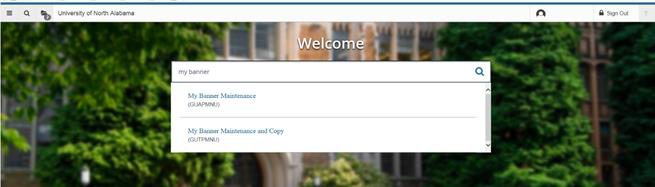 University of North Alabama
Sign Out
Welcome
my banner
My Banner Maintenance
(GUAPMNU)
My Banner Maintenance and Copy
(GUTPMNU)